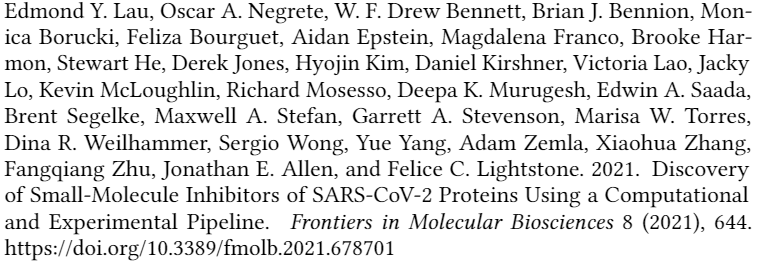 Edmond Y. Lau, Oscar A. Negrete, W. F. Drew Bennett, Brian J. Bennion, Mon-
ica Borucki, Feliza Bourguet, Aidan Epstein, Magdalena Franco, Brooke Har-
mon, Stewart He, Derek Jones, Hyojin Kim, Daniel Kirshner, Victoria Lao, Jacky
Lo, Kevin McLoughlin, Richard Mosesso, Deepa K. Murugesh, Edwin A. Saada,
Brent Segelke, Maxwell A. Stefan, Garrett A. Stevenson, Marisa W. Torres,
Dina R. Weilhammer, Sergio Wong, Yue Yang, Adam Zemla, Xiaohua Zhang,
Fangqiang Zhu, Jonathan E. Allen, and Felice C. Lightstone. 2021. Discovery
of Small-Molecule Inhibitors of SARS-CoV-2 Proteins Using a Computational
and Experimental Pipeline. Frontiers in Molecular Biosciences 8 (2021), 644.
https://doi.org/10.3389/fmolb.2021.678701